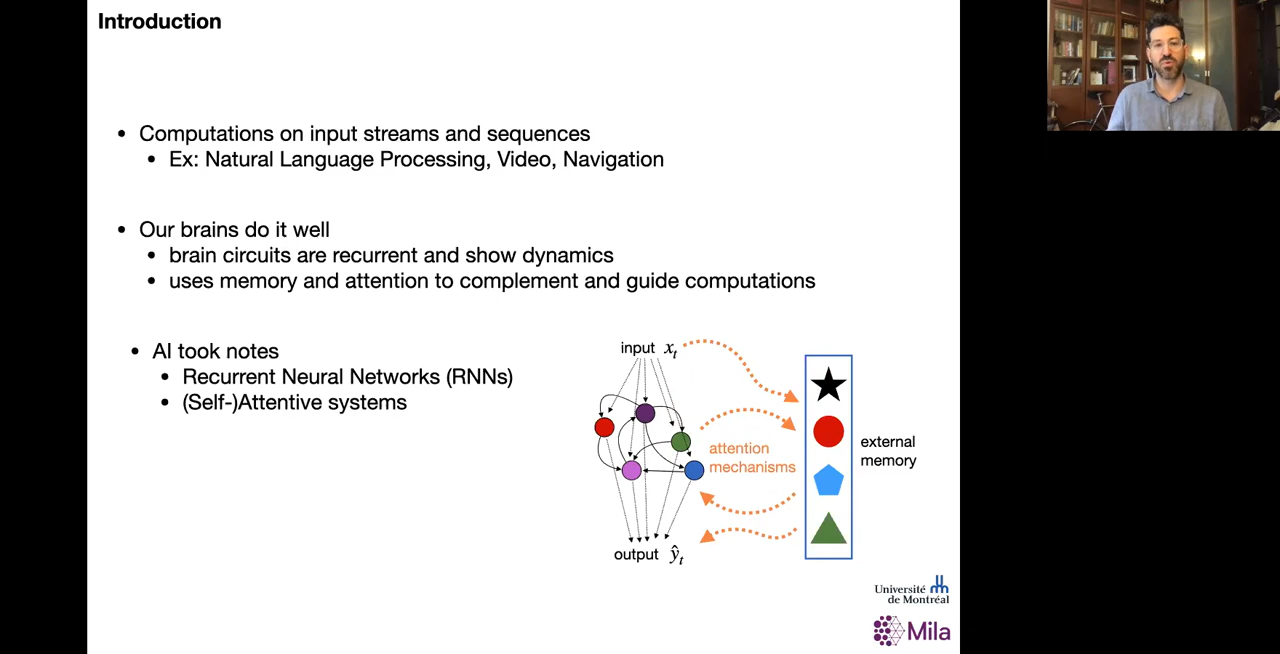 Introduction
• Computations on input streams and sequences
• Ex: Natural Language Processing, Video, Navigation
• Our brains do it well
• brain circuits are recurrent and show dynamics
• uses memory and attention to complement and guide computations
• AI took notes
• Recurrent Neural Networks (RNNs)
• (Self-)Attentive systems
input xₜ
attention
mechanisms
external
memory
output ŷₜ
Université
de Montréal
Mila